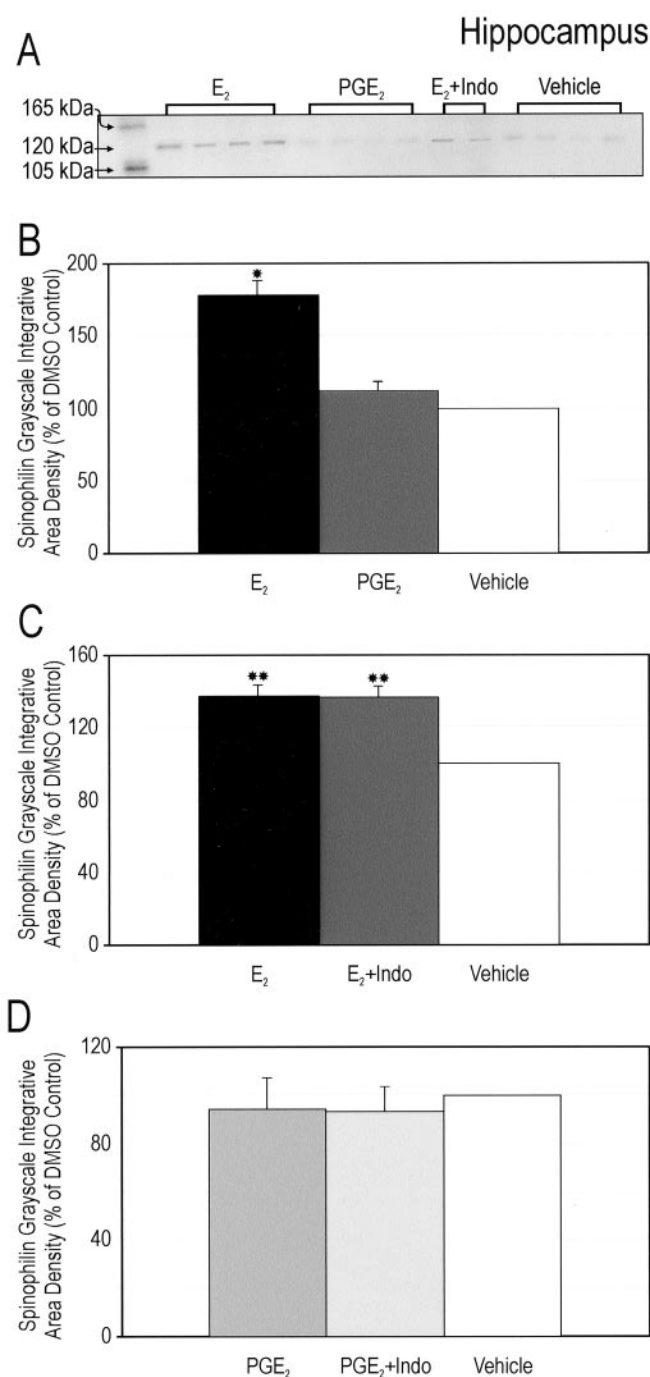 Hippocampus
A
E₂ PGE₂ E₂+Indo Vehicle
165 kDa
120 kDa
105 kDa
B
Spinophilin Grayscale Integrative
Area Density (% of DMSO Control)
200
150
100
50
0
*
E₂ PGE₂ Vehicle
C
Spinophilin Grayscale Integrative
Area Density (% of DMSO Control)
160
120
80
40
0
** **
E₂ E₂+Indo Vehicle
D
Spinophilin Grayscale Integrative
Area Density (% of DMSO Control)
120
80
40
0
PGE₂ PGE₂+Indo Vehicle